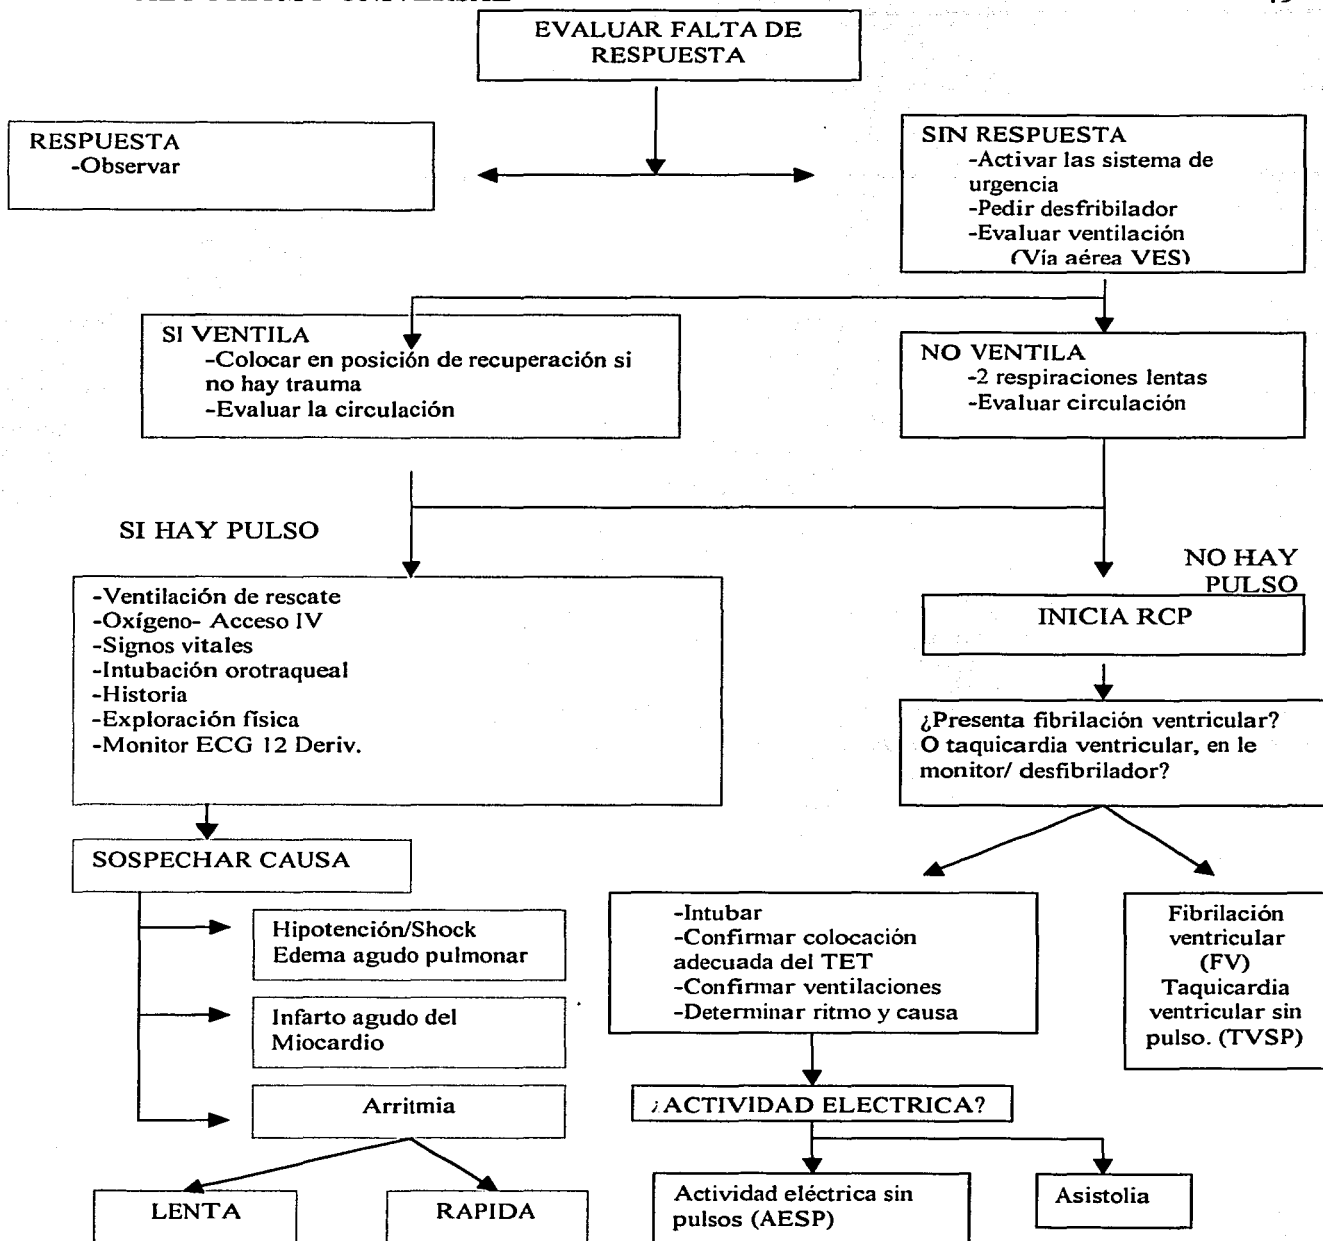 EVALUAR FALTA DE
RESPUESTA
RESPUESTA
-Observar
SIN RESPUESTA
-Activar las sistema de
urgencia
-Pedir desfribilador
-Evaluar ventilación
(Vía aérea VES)
SI VENTILA
-Colocar en posición de recuperación si
no hay trauma
-Evaluar la circulación
NO VENTILA
-2 respiraciones lentas
-Evaluar circulación
SI HAY PULSO
NO HAY
PULSO
-Ventilación de rescate
-Oxígeno- Acceso IV
-Signos vitales
-Intubación orotraqueal
-Historia
-Exploración física
-Monitor ECG 12 Deriv.
INICIA RCP
¿Presenta fibrilación ventricular?
O taquicardia ventricular, en le
monitor/ desfibrilador?
SOSPECHAR CAUSA
Hipotención/Shock
Edema agudo pulmonar
Infarto agudo del
Miocardio
Arritmia
LENTA
RAPIDA
-Intubar
-Confirmar colocación
adecuada del TET
-Confirmar ventilaciones
-Determinar ritmo y causa
Fibrilación
ventricular
(FV)
Taquicardia
ventricular sin
pulso. (TVSP)
¿ACTIVIDAD ELECTRICA?
Actividad eléctrica sin
pulsos (AESP)
Asistolia